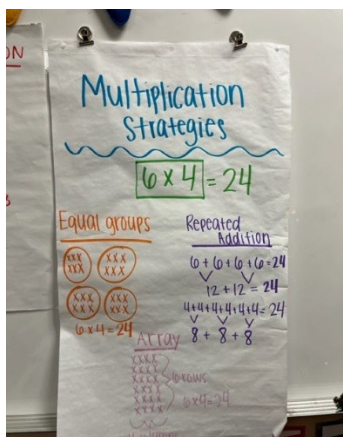 ON
Multiplication
Strategies
6 x 4 = 24
Equal groups
XXX XXX
XXX XXX
XXX XXX
XXX XXX
6 x 4 = 24
Repeated
Addition
6 + 6 + 6 + 6 = 24
12 + 12 = 24
4+4+4+4+4+4 = 24
8 + 8 + 8
Array
XXXX
XXXX
XXXX
XXXX
XXXX
XXXX
6 rows
6x4=24